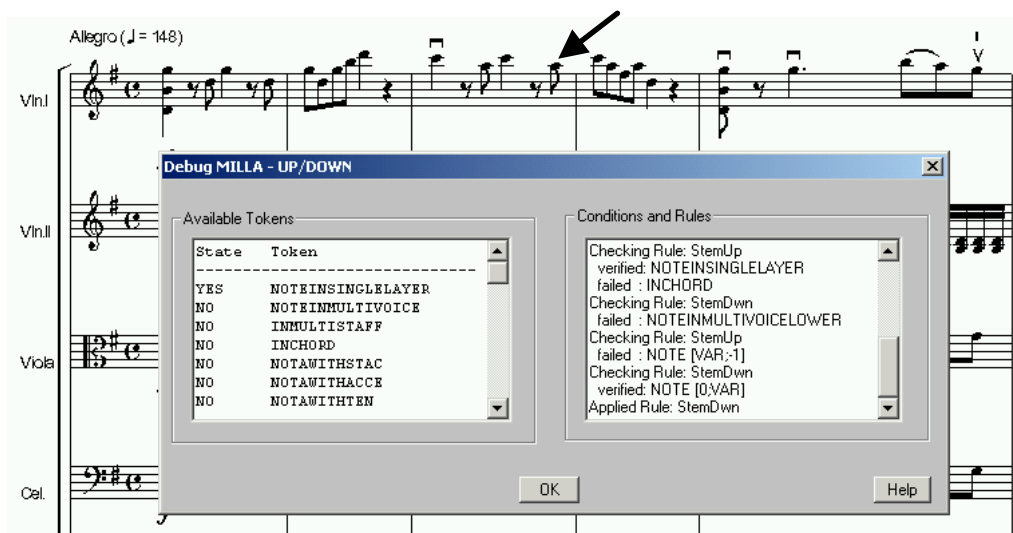 Allegro (♩ = 148)
Vln.I
Vln.II
Viola
Cel.
Debug MILLA - UP/DOWN
Available Tokens
State Token
--------------------------------
YES NOTEINSINGLELAYER
NO NOTEINMULTIVOICE
NO INMULTISTAFF
NO INCHORD
NO NOTAWITHSTAC
NO NOTAWITHACCE
NO NOTAWITHTEN
Conditions and Rules
Checking Rule: StemUp
verified: NOTEINSINGLELAYER
failed : INCHORD
Checking Rule: StemDwn
failed : NOTEINMULTIVOICELOWER
Checking Rule: StemUp
failed : NOTE [VAR;-1]
Checking Rule: StemDwn
verified: NOTE [0;VAR]
Applied Rule: StemDwn
OK
Help